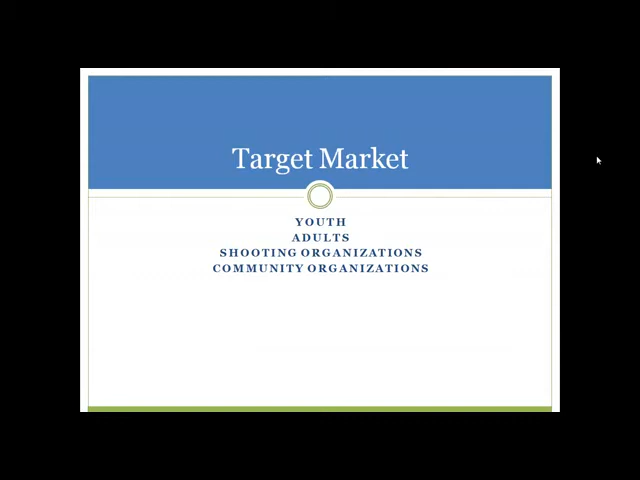 Target Market
YOUTH
ADULTS
SHOOTING ORGANIZATIONS
COMMUNITY ORGANIZATIONS